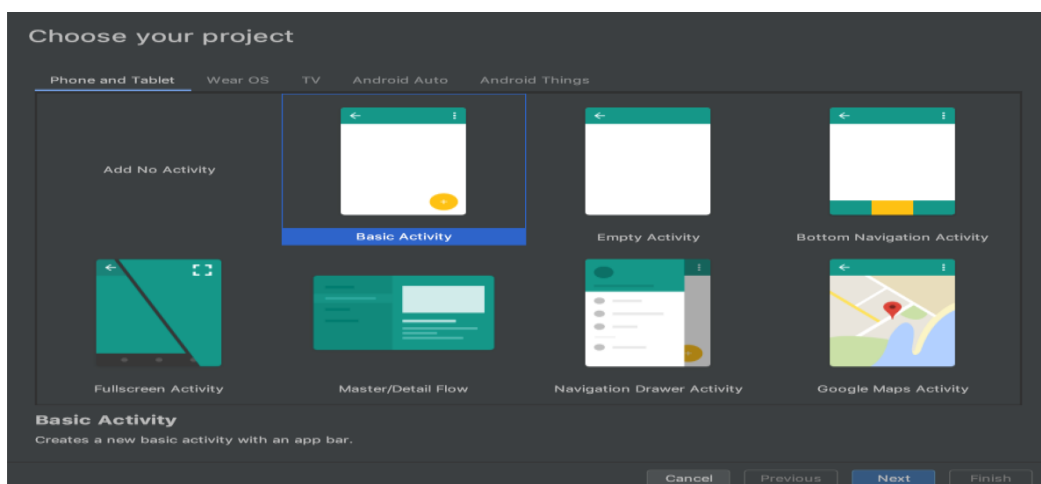 Choose your project
Phone and Tablet Wear OS TV Android Auto Android Things
Add No Activity
Basic Activity Empty Activity Bottom Navigation Activity
Fullscreen Activity Master/Detail Flow Navigation Drawer Activity Google Maps Activity
Basic Activity
Creates a new basic activity with an app bar.
Cancel Previous Next Finish